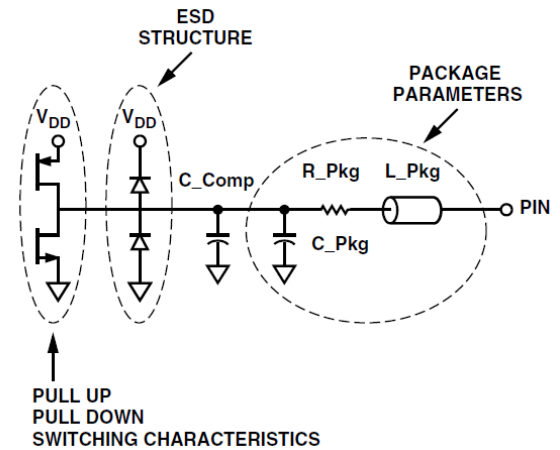 ESD
STRUCTURE
PACKAGE
PARAMETERS
VDD
VDD
C_Comp
R_Pkg
L_Pkg
PIN
C_Pkg
PULL UP
PULL DOWN
SWITCHING CHARACTERISTICS